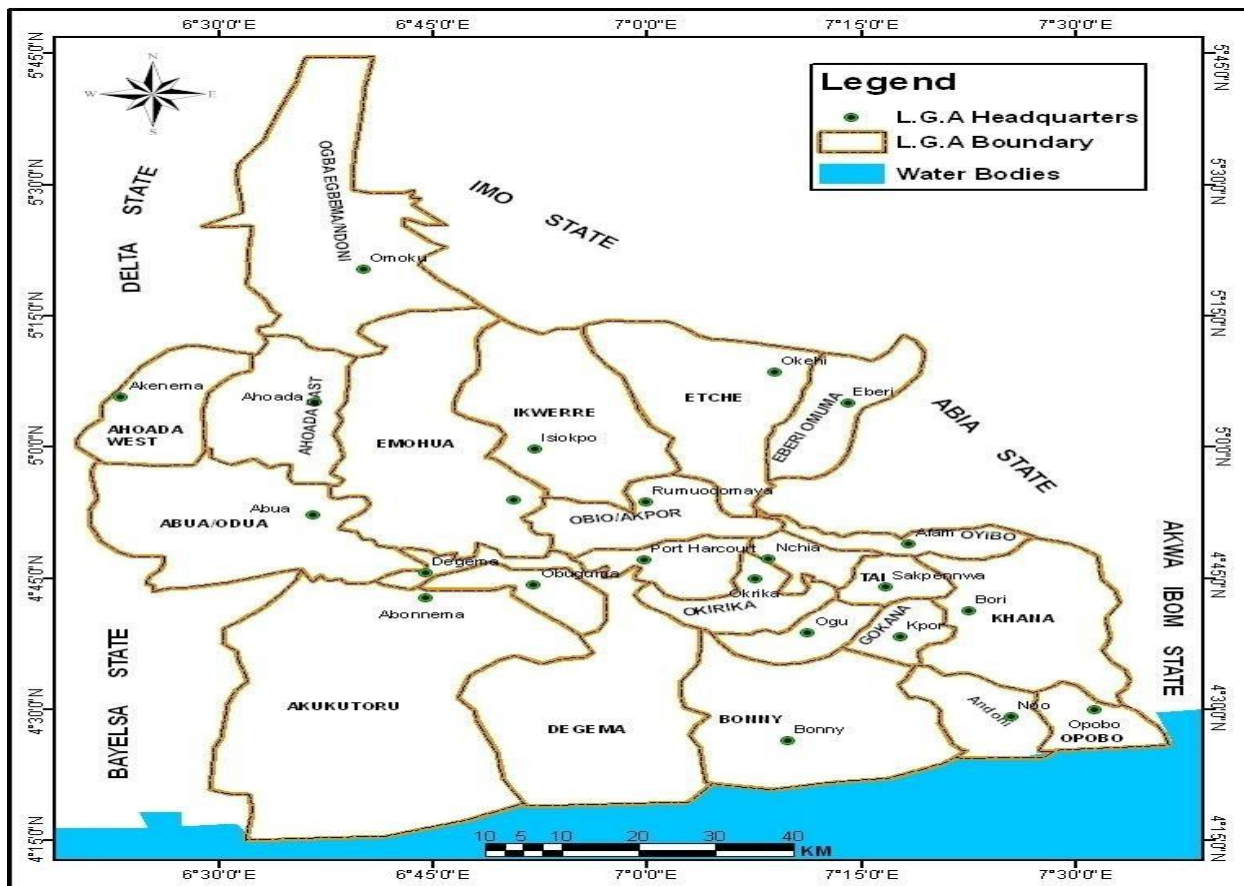 6°30'0"E 6°45'0"E 7°0'0"E 7°15'0"E 7°30'0"E
5°45'0"N
5°45'0"N
N
W E
S
Legend
L.G.A Headquarters
L.G.A Boundary
Water Bodies
5°30'0"N
5°30'0"N
DELTA STATE
OGBA EGBEMA/NDONI
IMO STATE
Omoku
5°15'0"N
5°15'0"N
Akenema
AHOADA
WEST
Ahoada
AHOADA EAST
EMOHUA
IKWERRE
Isiokpo
ETCHE
Okehi
Eberi
EBERI OMUMA
ABIA STATE
5°0'0"N
5°0'0"N
ABUA/ODUA
Abua
Rumuodomaya
OBIO/AKPOR
Port Harcourt
Nchia
Afam OYIBO
AKWA IBOM STATE
4°45'0"N
4°45'0"N
Degema
Obuguma
Abonnema
Okrika
OKIRIKA
TAI
Sakpennwa
Ogu
GOKANA
Kpor
Bori
KHANA
BAYELSA STATE
AKUKUTORU
DEGEMA
BONNY
Bonny
Andoni
Opobo
OPOBO
4°30'0"N
4°30'0"N
4°15'0"N
4°15'0"N
10 5 10 20 30 40
KM
6°30'0"E 6°45'0"E 7°0'0"E 7°15'0"E 7°30'0"E